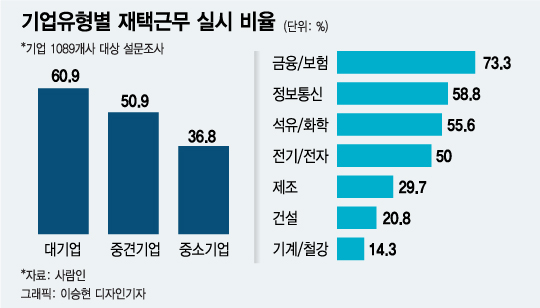 기업유형별 재택근무 실시 비율 (단위: %)
*기업 1089개사 대상 설문조사
60.9
50.9
36.8
대기업
중견기업
중소기업
금융/보험 73.3
정보통신 58.8
석유/화학 55.6
전기/전자 50
제조 29.7
건설 20.8
기계/철강 14.3
*자료: 사람인
그래픽: 이승현 디자인기자